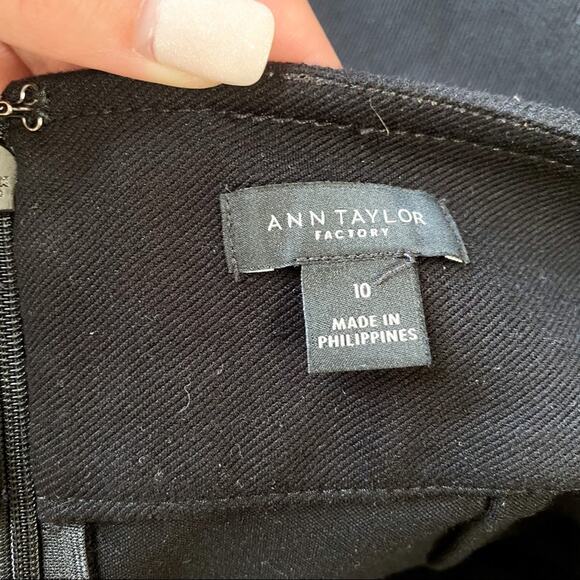 ANN TAYLOR
FACTORY
10
MADE IN
PHILIPPINES